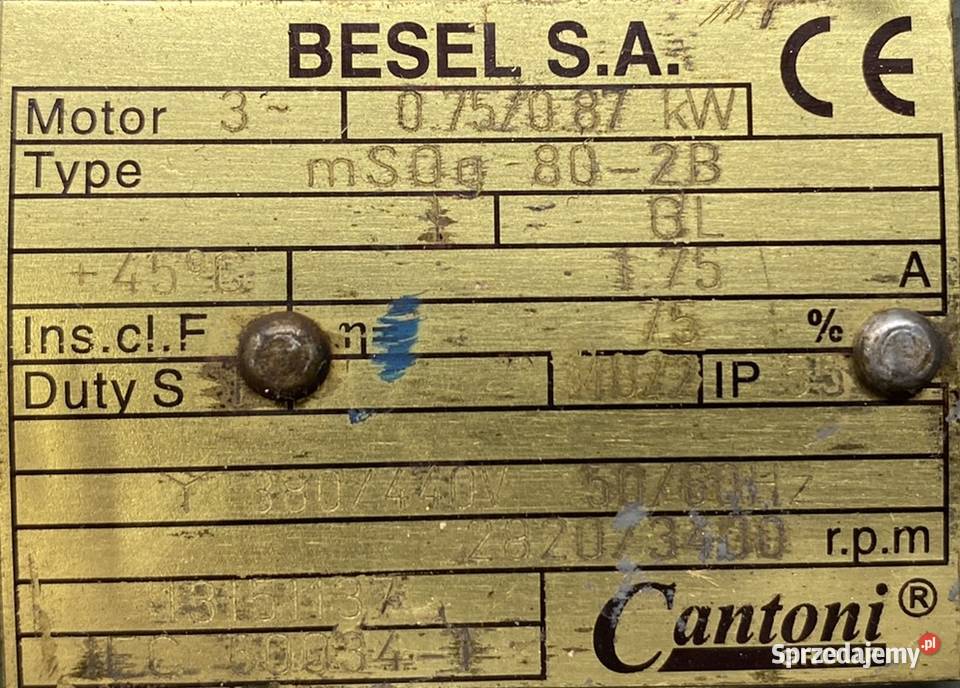 BESEL S.A. CE
Motor 3~ 0.75/0.87 kW
Type mSOg 80-2B
- GL
+45°C 1.75 A
Ins.cl.F η 75 %
Duty S IP
Y 380/440V 50/60Hz
2820/3400 r.p.m
Cantoni®
Sprzedajemy.pl